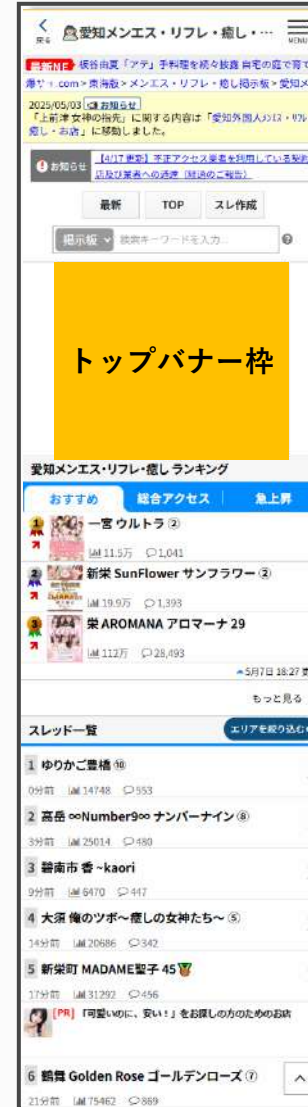 戻る
愛知メンエス・リフレ・癒し・…
MENU
板谷由夏「アテ」手料理を続々披露 自宅の庭で育て
.com>東海版>メンエス・リフレ・癒し掲示板>愛知メ
2025/05/03 お知らせ
「上前津 女神の指先」に関する内容は「愛知外国人メンエス・リフレ
癒し・お店」に移動しました。
お知らせ
【4/17更新】不正アクセス業者を利用している契約
店及び業者への通達（経過のご報告）
最新
TOP
スレ作成
掲示板
検索キーワードを入力...
トップバナー枠
愛知メンエス・リフレ・癒し ランキング
おすすめ
総合アクセス
急上昇
1 一宮 ウルトラ ②
11.5万 1,041
2 新栄 SunFlower サンフラワー ②
19.9万 1,393
3 栄 AROMANA アロマーナ 29
112万 28,493
5月7日 18:27 更
もっと見る
スレッド一覧
エリアを絞り込む
1 ゆりかご豊橋 ⑩
0分前 14748 553
2 高岳 ∞Number9∞ ナンバーナイン ⑧
3分前 25014 480
3 碧南市 香 ~kaori
9分前 6470 447
4 大須 俺のツボ～癒しの女神たち～ ⑤
14分前 20686 342
5 新栄町 MADAME聖子 45
17分前 31292 456
[PR] 「可愛いのに、安い！」をお探しの方のためのお店
6 鶴舞 Golden Rose ゴールデンローズ ⑦
21分前 75462 869